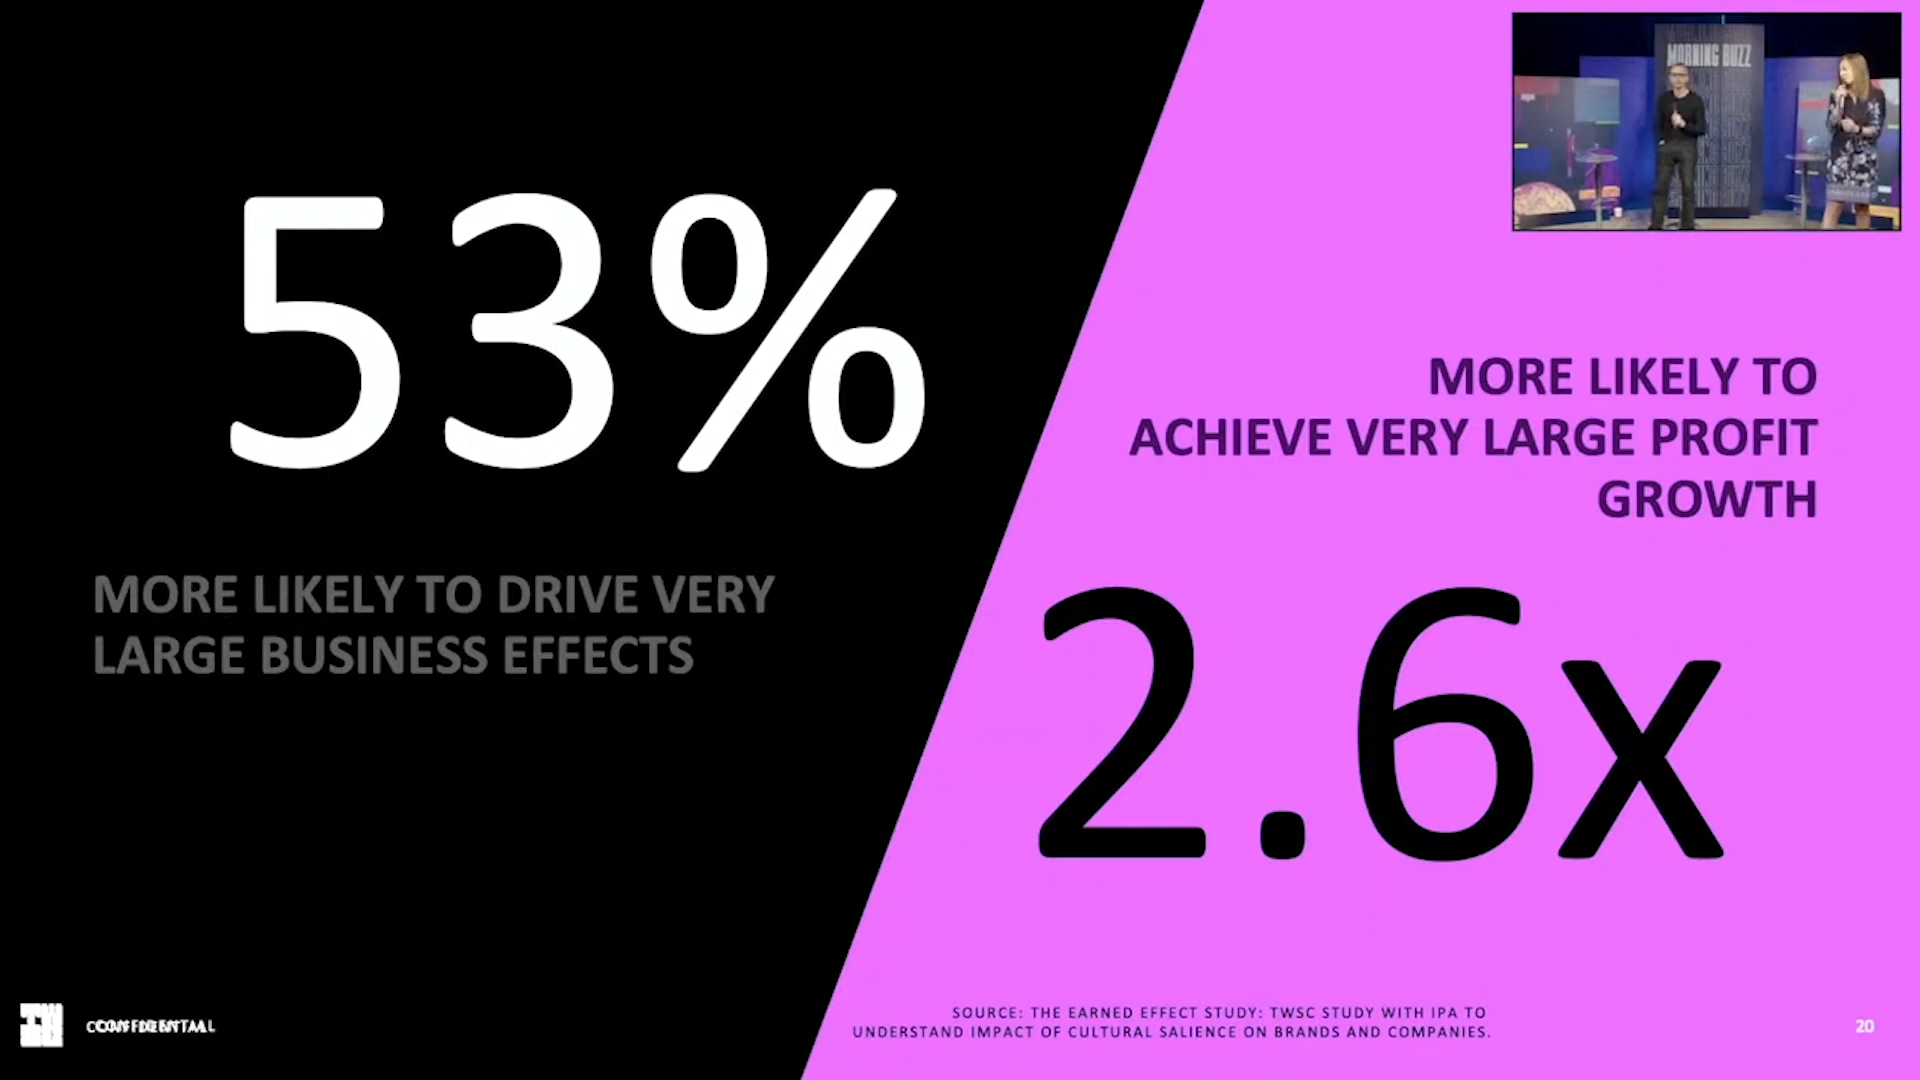 MORNING BUZZ
53%
MORE LIKELY TO DRIVE VERY
LARGE BUSINESS EFFECTS
MORE LIKELY TO
ACHIEVE VERY LARGE PROFIT
GROWTH
2.6x
SOURCE: THE EARNED EFFECT STUDY: TWSC STUDY WITH IPA TO
UNDERSTAND IMPACT OF CULTURAL SALIENCE ON BRANDS AND COMPANIES.
20